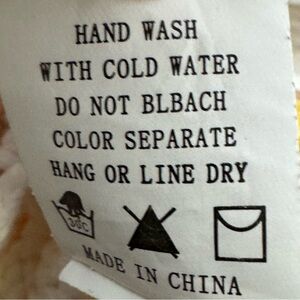 HAND WASH
WITH COLD WATER
DO NOT BLBACH
COLOR SEPARATE
HANG OR LINE DRY
30C
MADE IN CHINA